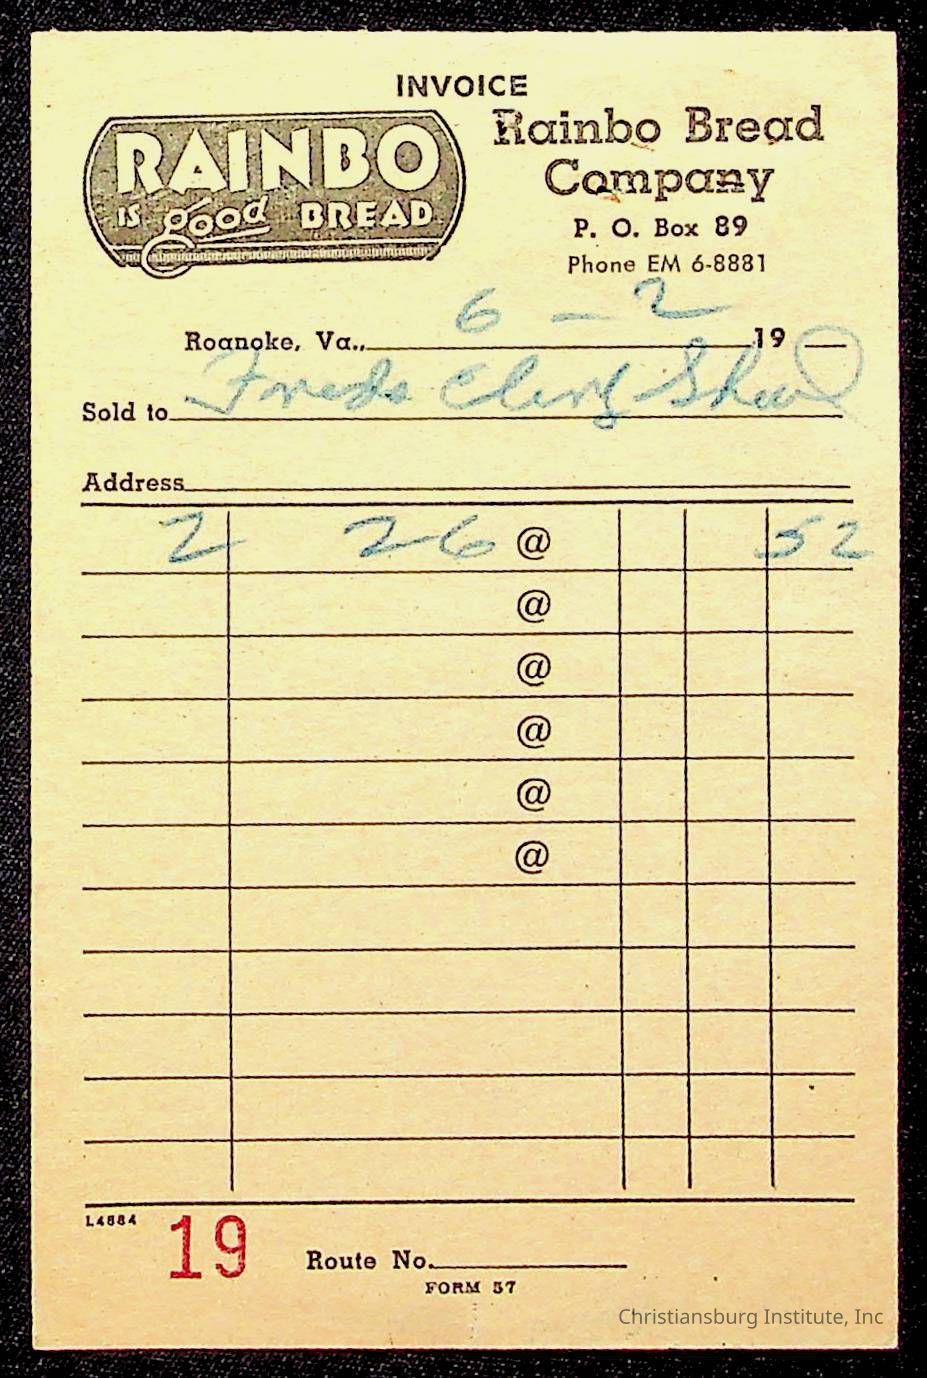 INVOICE
RAINBO
IS good BREAD
Rainbo Bread
Company
P. O. Box 89
Phone EM 6-8881
Roanoke, Va., 6 - 2 19
Sold to Freds
Address
2 26 @ 52
@
@
@
@
@
L4884
19 Route No.
FORM 57
Christiansburg Institute, Inc